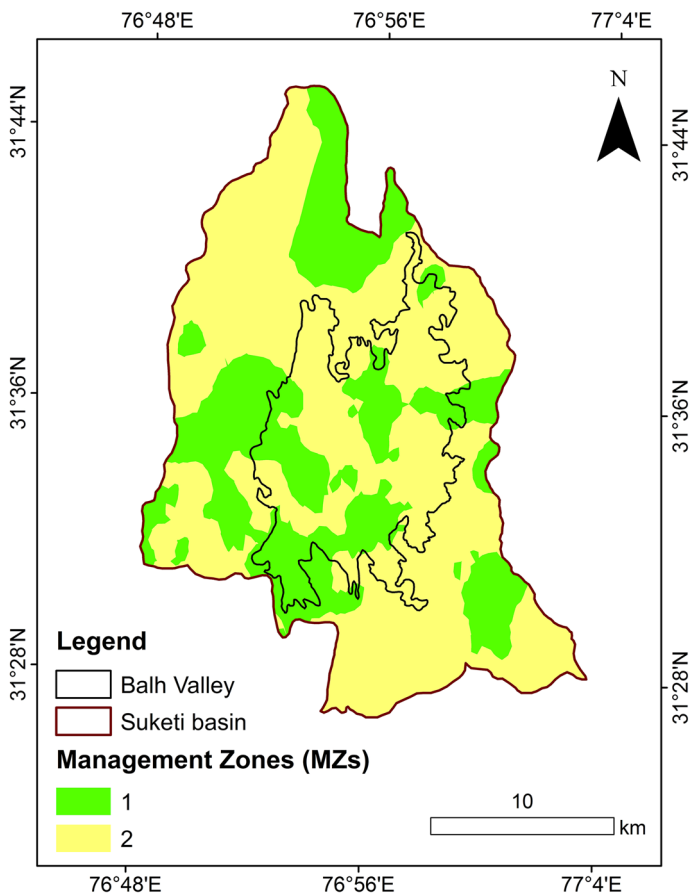 76°48'E 76°56'E 77°4'E
N
31°44'N
31°44'N
31°36'N
31°36'N
Legend
Balh Valley
Suketi basin
31°28'N
31°28'N
Management Zones (MZs)
1
2
10
km
76°48'E 76°56'E 77°4'E